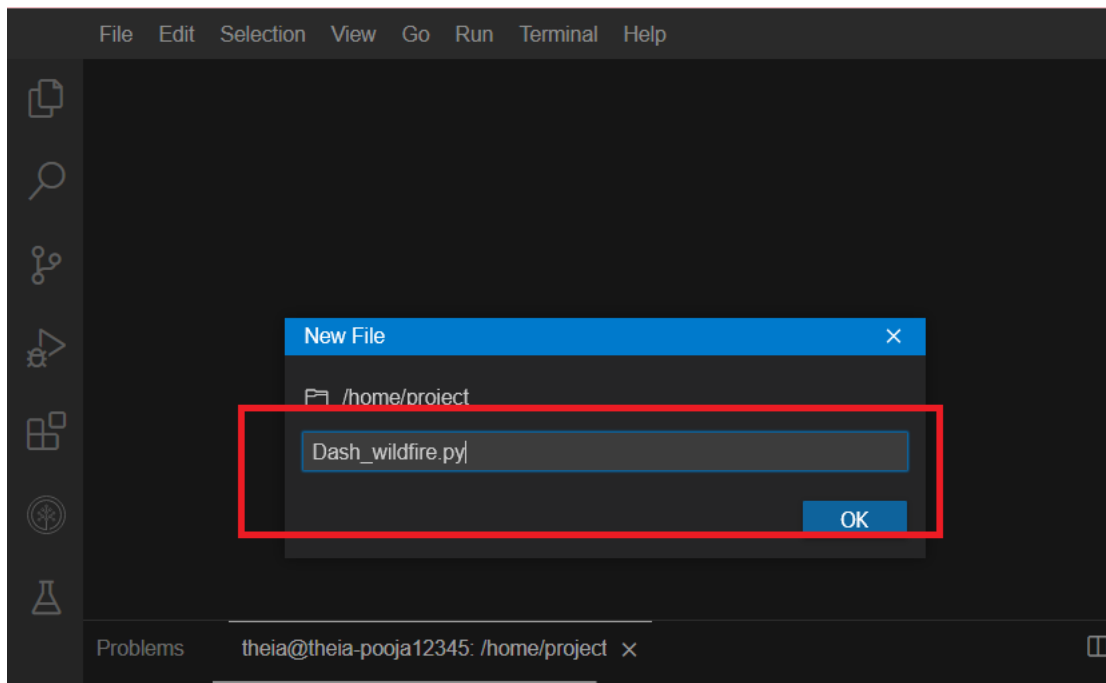 File Edit Selection View Go Run Terminal Help
New File
/home/project
Dash_wildfire.py
OK
Problems theia@theia-pooja12345: /home/project